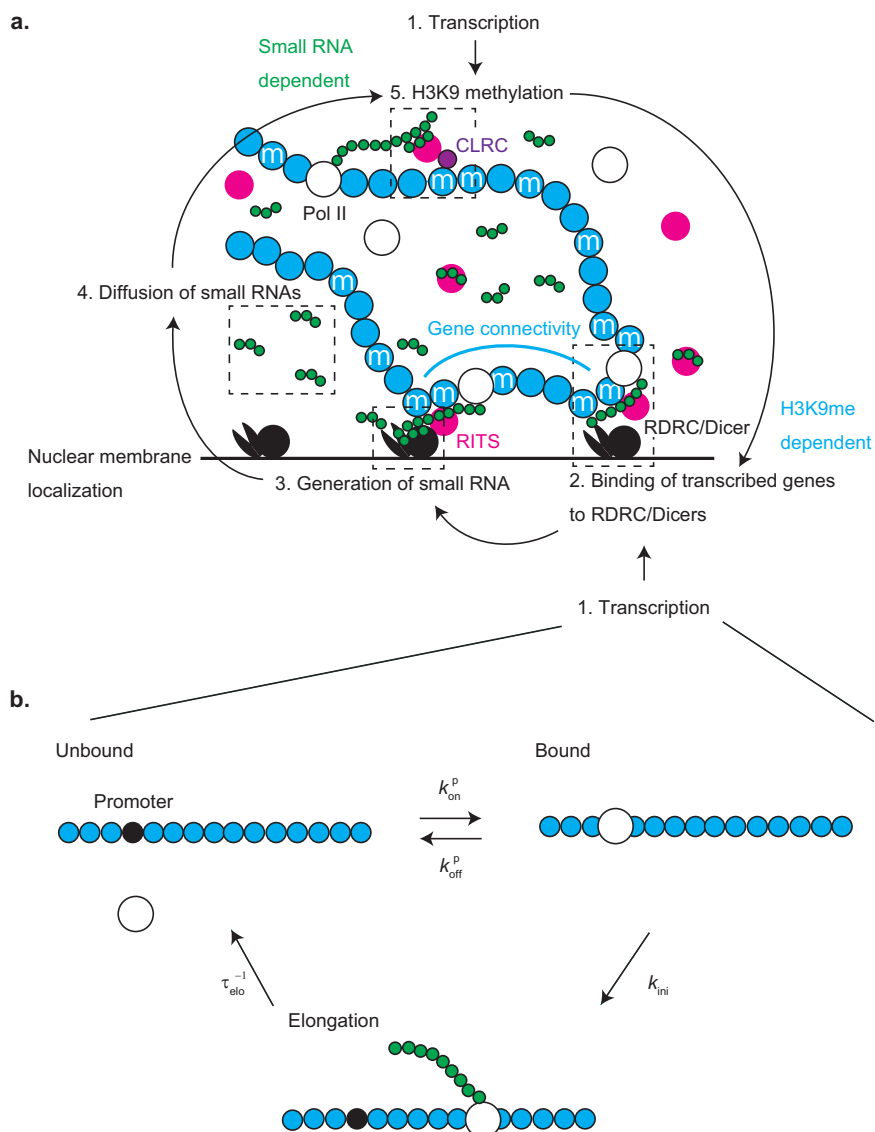 a.
1. Transcription
Small RNA
dependent
5. H3K9 methylation
m
CLRC
m m m
Pol II
m
4. Diffusion of small RNAs
m
m
Gene connectivity
m
m
m
m
m
m
m
m
RITS
RDRC/Dicer
H3K9me
dependent
Nuclear membrane
localization
3. Generation of small RNA
2. Binding of transcribed genes
to RDRC/Dicers
1. Transcription
b.
Unbound
Bound
Promoter
k_on^p
k_off^p
τ_elo^-1
k_ini
Elongation